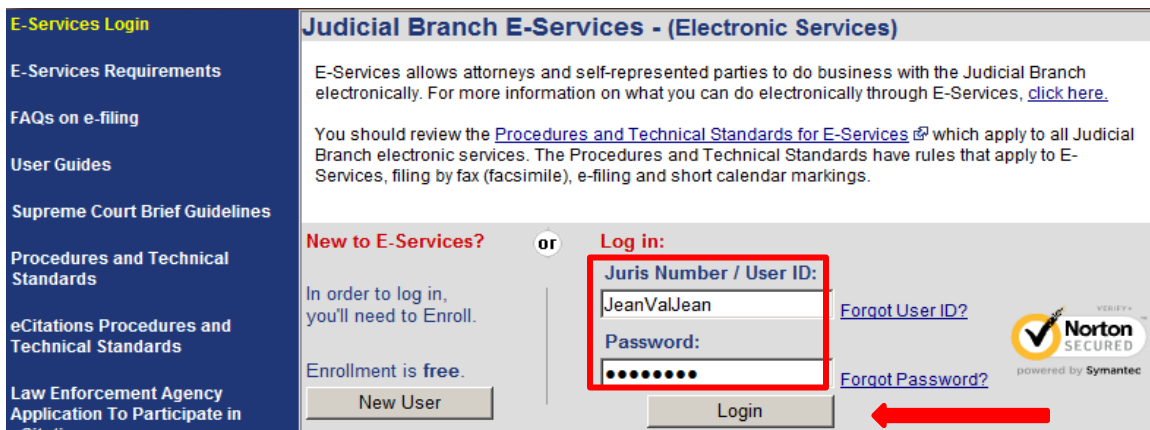 E-Services Login
E-Services Requirements
FAQs on e-filing
User Guides
Supreme Court Brief Guidelines
Procedures and Technical
Standards
eCitations Procedures and
Technical Standards
Law Enforcement Agency
Application To Participate in
Judicial Branch E-Services - (Electronic Services)
E-Services allows attorneys and self-represented parties to do business with the Judicial Branch
electronically. For more information on what you can do electronically through E-Services, click here.
You should review the Procedures and Technical Standards for E-Services which apply to all Judicial
Branch electronic services. The Procedures and Technical Standards have rules that apply to E-
Services, filing by fax (facsimile), e-filing and short calendar markings.
New to E-Services?
In order to log in,
you'll need to Enroll.
Enrollment is free.
New User
or
Log in:
Juris Number / User ID:
JeanValJean
Forgot User ID?
Password:
••••••••
Forgot Password?
Login
VERIFY
Norton
SECURED
powered by Symantec